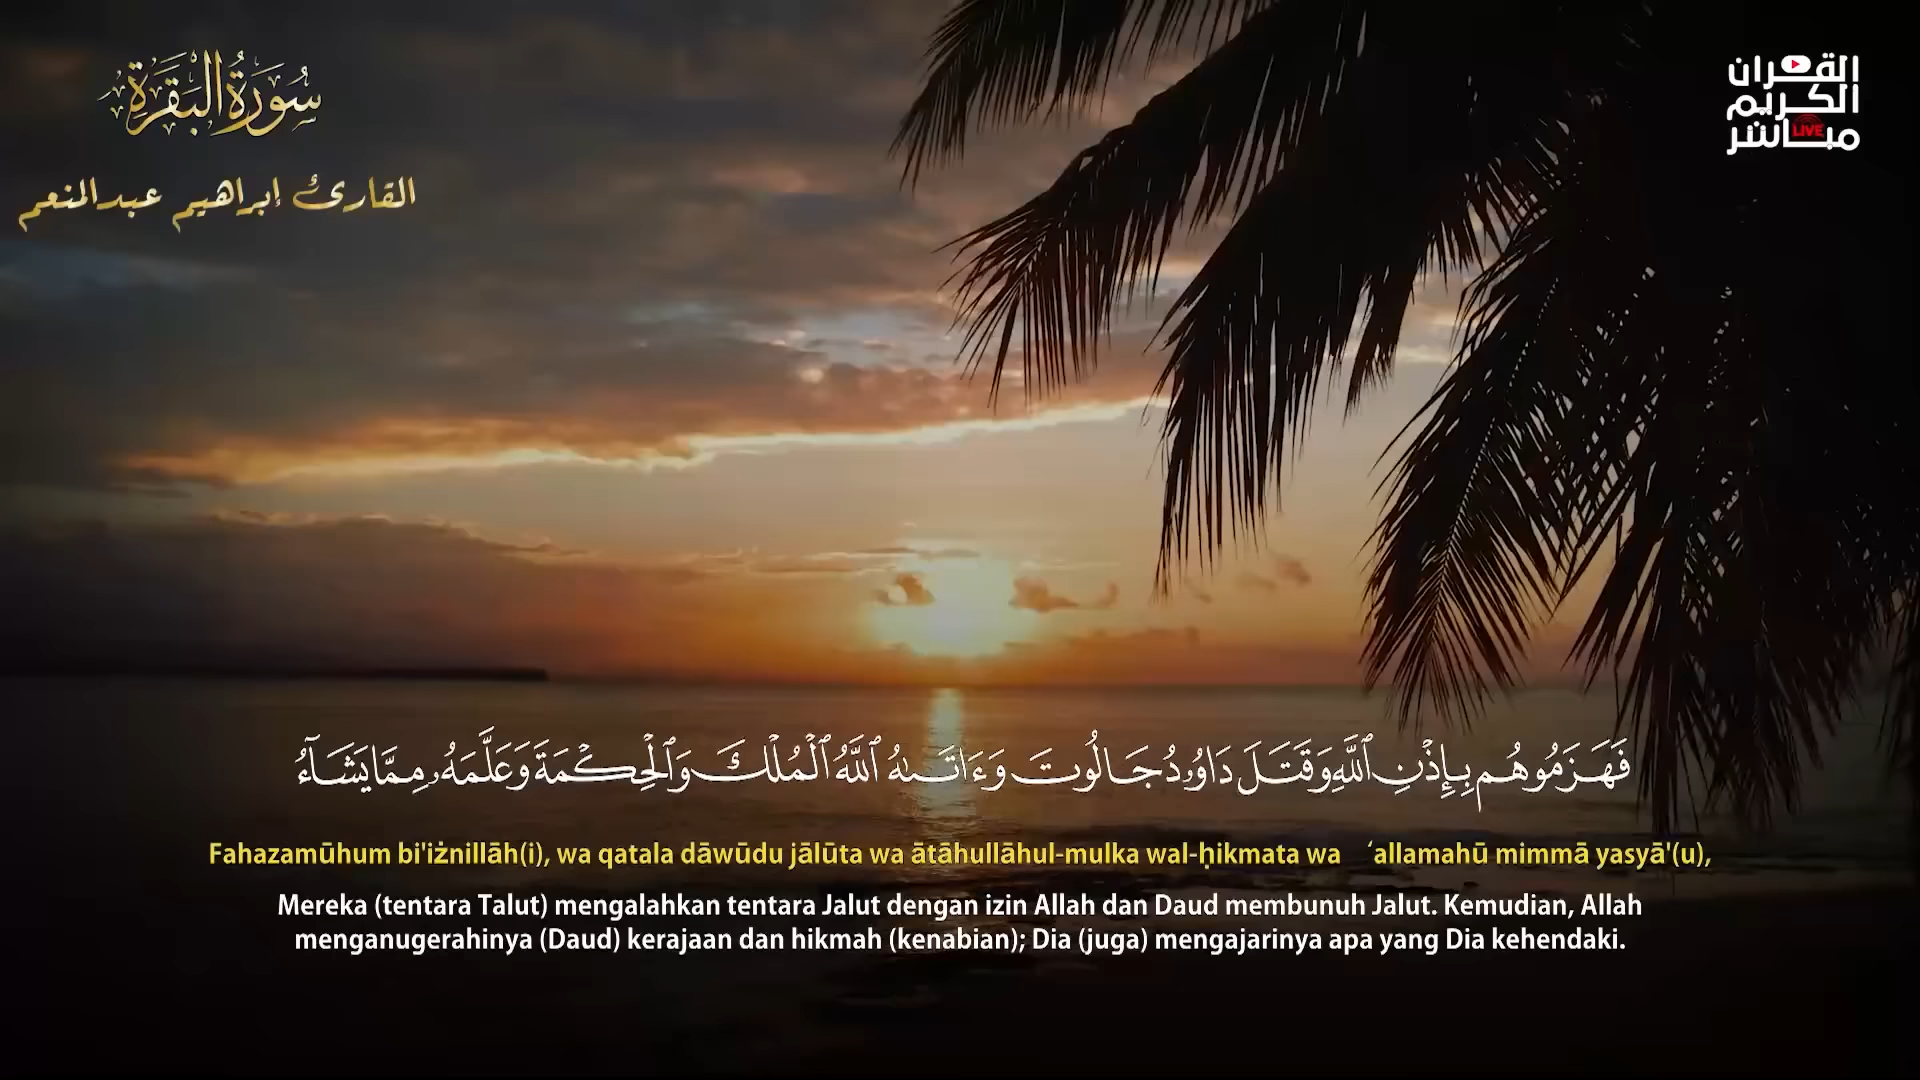 سُورَةُ البَقَرَةِ
القارئ إبراهيم عبدالمنعم
القرآن
الكريم
مباشر
LIVE
فَهَزَمُوهُم بِإِذْنِ ٱللَّهِ وَقَتَلَ دَاوُۥدُ جَالُوتَ وَءَاتَىٰهُ ٱللَّهُ ٱلْمُلْكَ وَٱلْحِكْمَةَ وَعَلَّمَهُۥ مِمَّا يَشَآءُ
Fahazamūhum bi'iżnillāh(i), wa qatala dāwūdu jālūta wa ātāhullāhul-mulka wal-ḥikmata wa ‘allamahū mimmā yasyā'(u),
Mereka (tentara Talut) mengalahkan tentara Jalut dengan izin Allah dan Daud membunuh Jalut. Kemudian, Allah
menganugerahinya (Daud) kerajaan dan hikmah (kenabian); Dia (juga) mengajarinya apa yang Dia kehendaki.